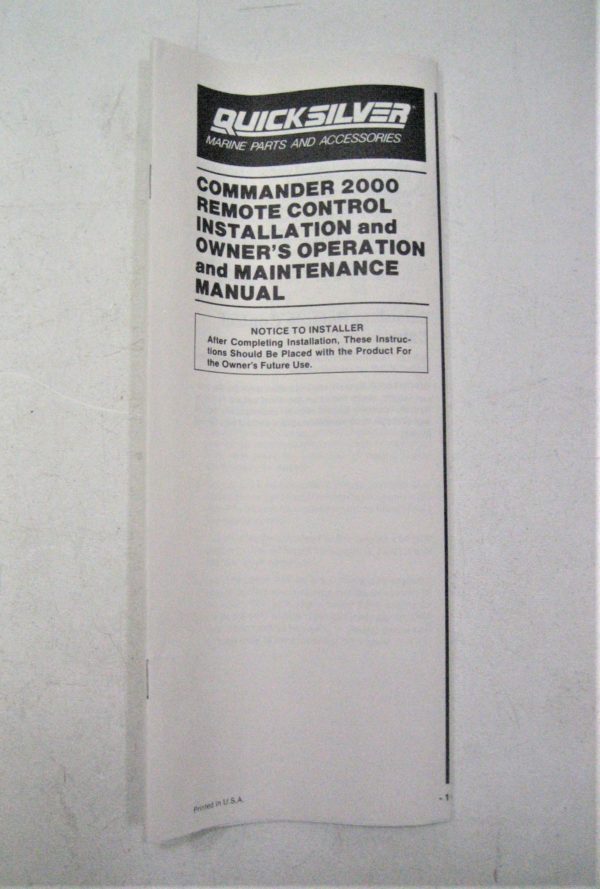 QUICKSILVER
MARINE PARTS AND ACCESSORIES
COMMANDER 2000
REMOTE CONTROL
INSTALLATION and
OWNER'S OPERATION
and MAINTENANCE
MANUAL
NOTICE TO INSTALLER
After Completing Installation, These Instruc-
tions Should Be Placed with the Product For
the Owner's Future Use.
Printed in U.S.A.
- 1